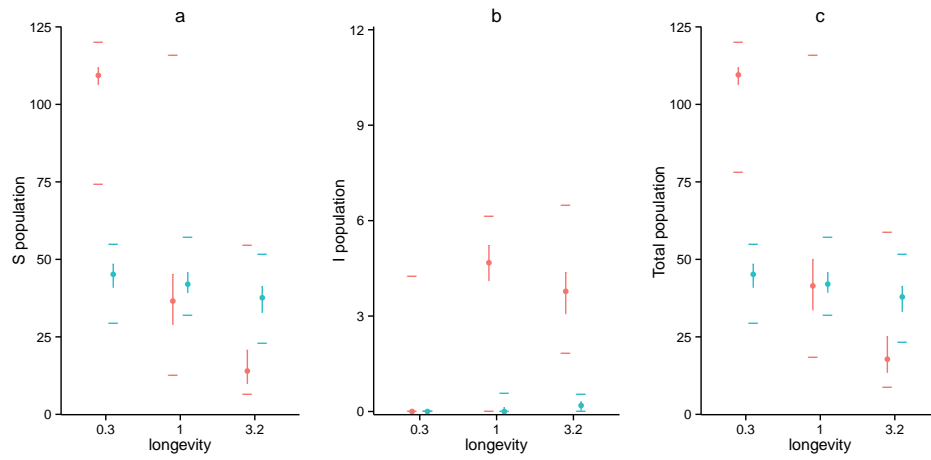 a
125
100
75
50
25
0
S population
0.3 1 3.2
longevity
b
12
9
6
3
0
I population
0.3 1 3.2
longevity
c
125
100
75
50
25
0
Total population
0.3 1 3.2
longevity